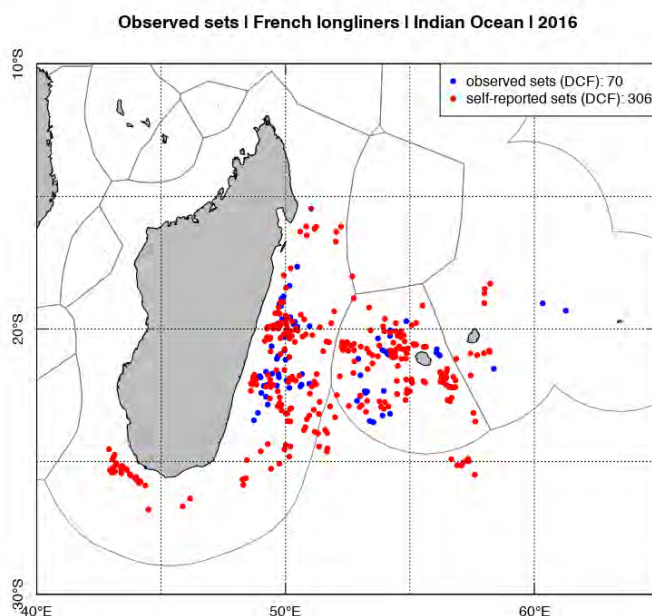 Observed sets | French longliners | Indian Ocean | 2016
10°S
observed sets (DCF): 70
self-reported sets (DCF): 306
20°S
30°S
40°E
50°E
60°E